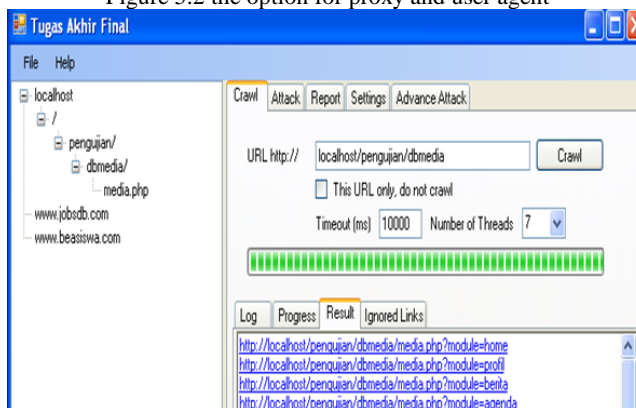 Figure 3.2 the option for proxy and user agent
Tugas Akhir Final
File Help
localhost
/
pengujian/
dbmedia/
media.php
www.jobsdb.com
www.beasiswa.com
Crawl Attack Report Settings Advance Attack
URL http:// localhost/pengujian/dbmedia Crawl
This URL only, do not crawl
Timeout (ms) 10000 Number of Threads 7
Log Progress Result Ignored Links
http://localhost/pengujian/dbmedia/media.php?module=home
http://localhost/pengujian/dbmedia/media.php?module=profil
http://localhost/pengujian/dbmedia/media.php?module=berita
http://localhost/pengujian/dbmedia/media.php?module=agenda